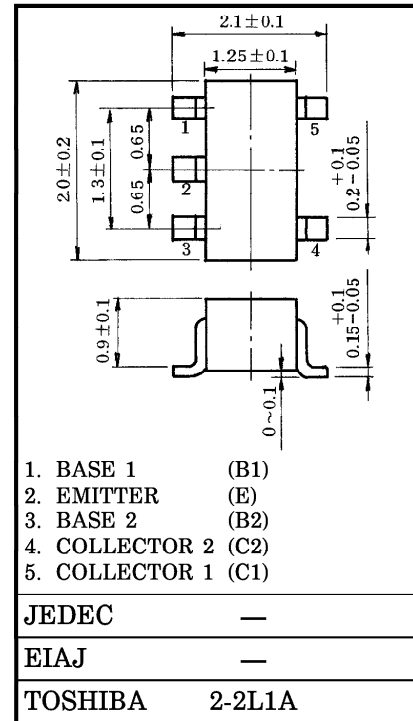 2.1±0.1
1.25±0.1
1
5
2.0±0.2
1.3±0.1
0.65
0.65
2
+0.1
0.2-0.05
3
4
0.9±0.1
+0.1
0.15-0.05
0~0.1
1. BASE 1 (B1)
2. EMITTER (E)
3. BASE 2 (B2)
4. COLLECTOR 2 (C2)
5. COLLECTOR 1 (C1)
JEDEC —
EIAJ —
TOSHIBA 2-2L1A